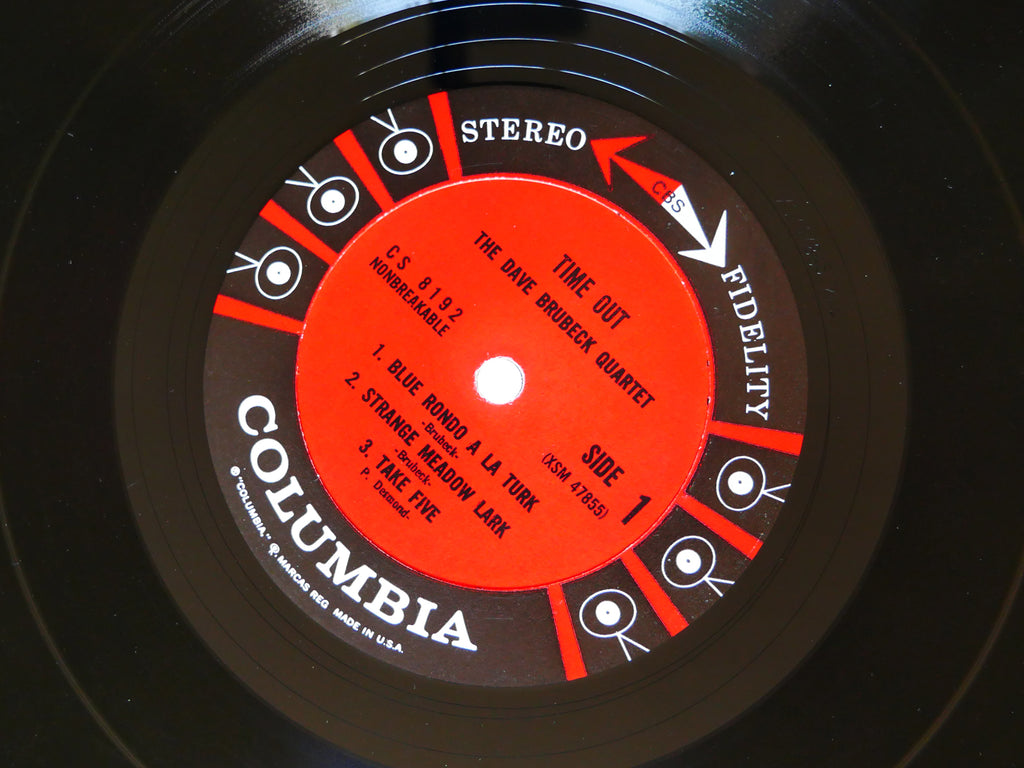 STEREO
CBS
FIDELITY
TIME OUT
THE DAVE BRUBECK QUARTET
CS 8192
NONBREAKABLE
SIDE 1
(XSM 47855)
1. BLUE RONDO A LA TURK
-Brubeck-
2. STRANGE MEADOW LARK
-Brubeck-
3. TAKE FIVE
P. Desmond-
COLUMBIA
® "COLUMBIA," ⓟ, MARCAS REG MADE IN U.S.A.